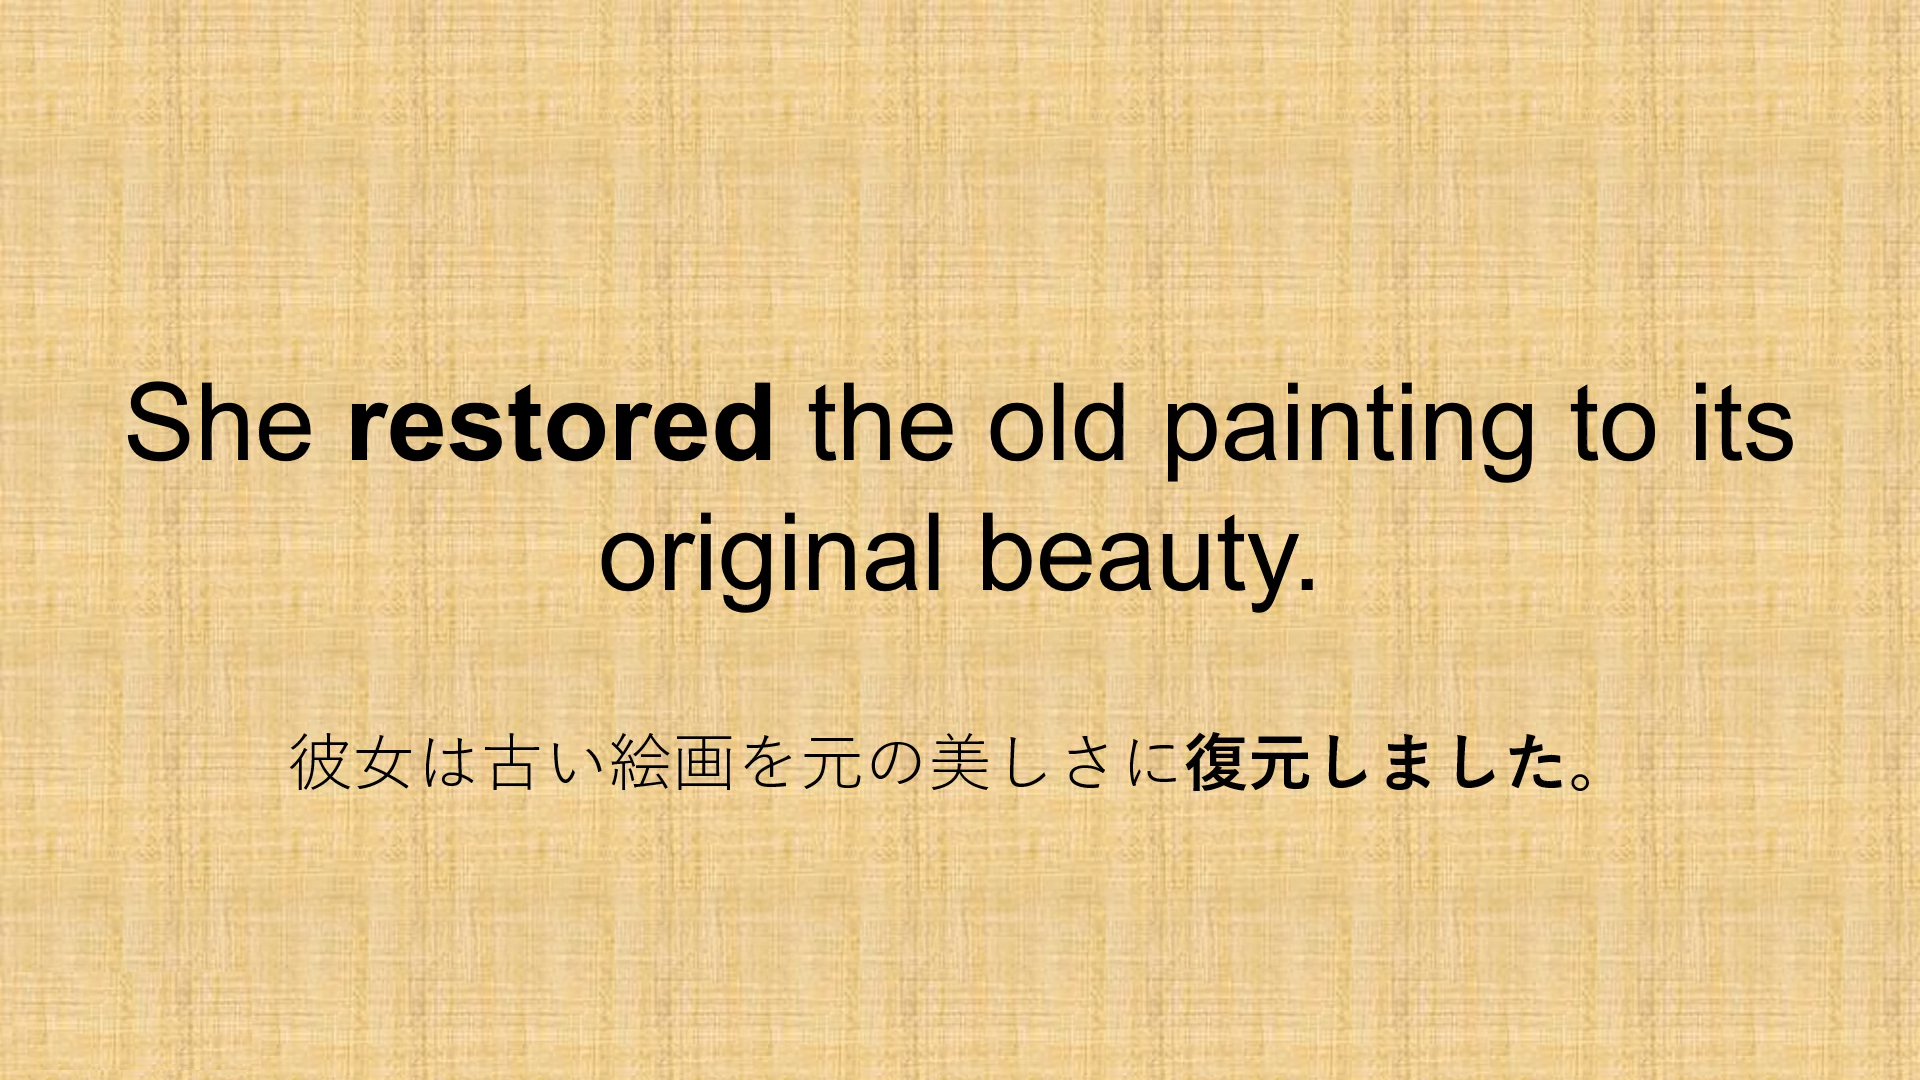 She restored the old painting to its
original beauty.
彼女は古い絵画を元の美しさに復元しました。